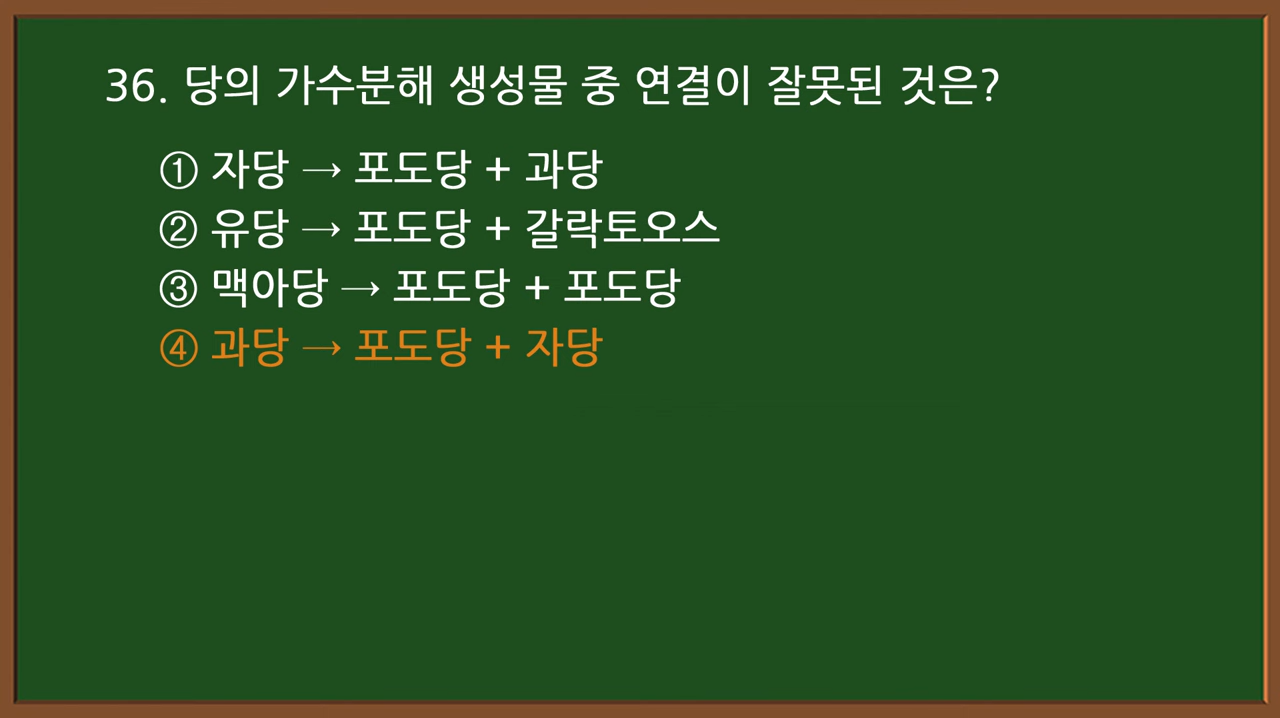 36. 당의 가수분해 생성물 중 연결이 잘못된 것은?
① 자당 → 포도당 + 과당
② 유당 → 포도당 + 갈락토오스
③ 맥아당 → 포도당 + 포도당
④ 과당 → 포도당 + 자당